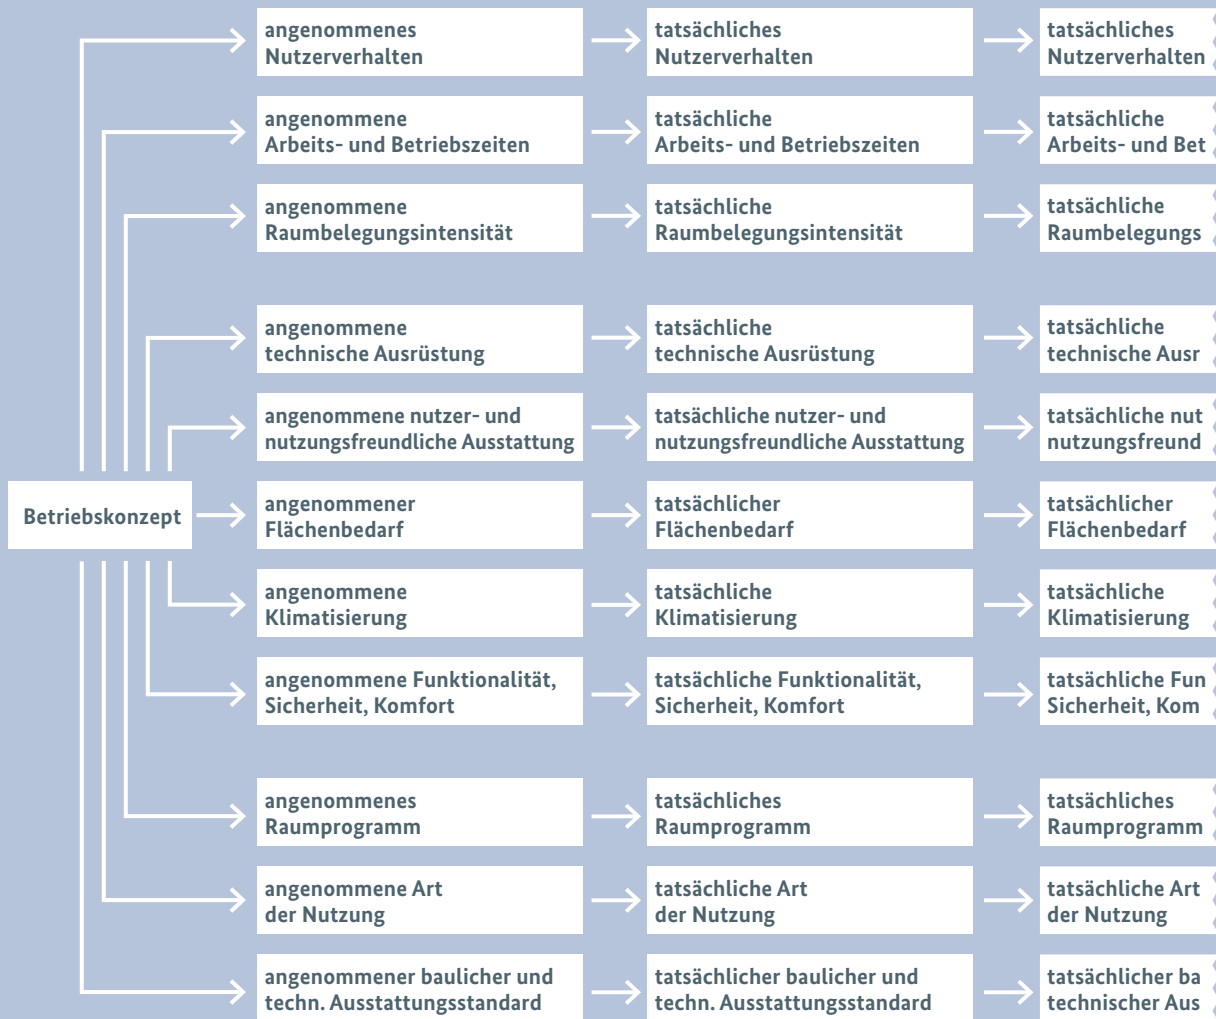 angenommenes
Nutzerverhalten
tatsächliches
Nutzerverhalten
tatsächliches
Nutzerverhalten
angenommene
Arbeits- und Betriebszeiten
tatsächliche
Arbeits- und Betriebszeiten
tatsächliche
Arbeits- und Bet
angenommene
Raumbelegungsintensität
tatsächliche
Raumbelegungsintensität
tatsächliche
Raumbelegungs
angenommene
technische Ausrüstung
tatsächliche
technische Ausrüstung
tatsächliche
technische Ausr
angenommene nutzer- und
nutzungsfreundliche Ausstattung
tatsächliche nutzer- und
nutzungsfreundliche Ausstattung
tatsächliche nut
nutzungsfreund
Betriebskonzept
angenommener
Flächenbedarf
tatsächlicher
Flächenbedarf
tatsächlicher
Flächenbedarf
angenommene
Klimatisierung
tatsächliche
Klimatisierung
tatsächliche
Klimatisierung
angenommene Funktionalität,
Sicherheit, Komfort
tatsächliche Funktionalität,
Sicherheit, Komfort
tatsächliche Fun
Sicherheit, Kom
angenommenes
Raumprogramm
tatsächliches
Raumprogramm
tatsächliches
Raumprogramm
angenommene Art
der Nutzung
tatsächliche Art
der Nutzung
tatsächliche Art
der Nutzung
angenommener baulicher und
techn. Ausstattungsstandard
tatsächlicher baulicher und
techn. Ausstattungsstandard
tatsächlicher ba
technischer Aus